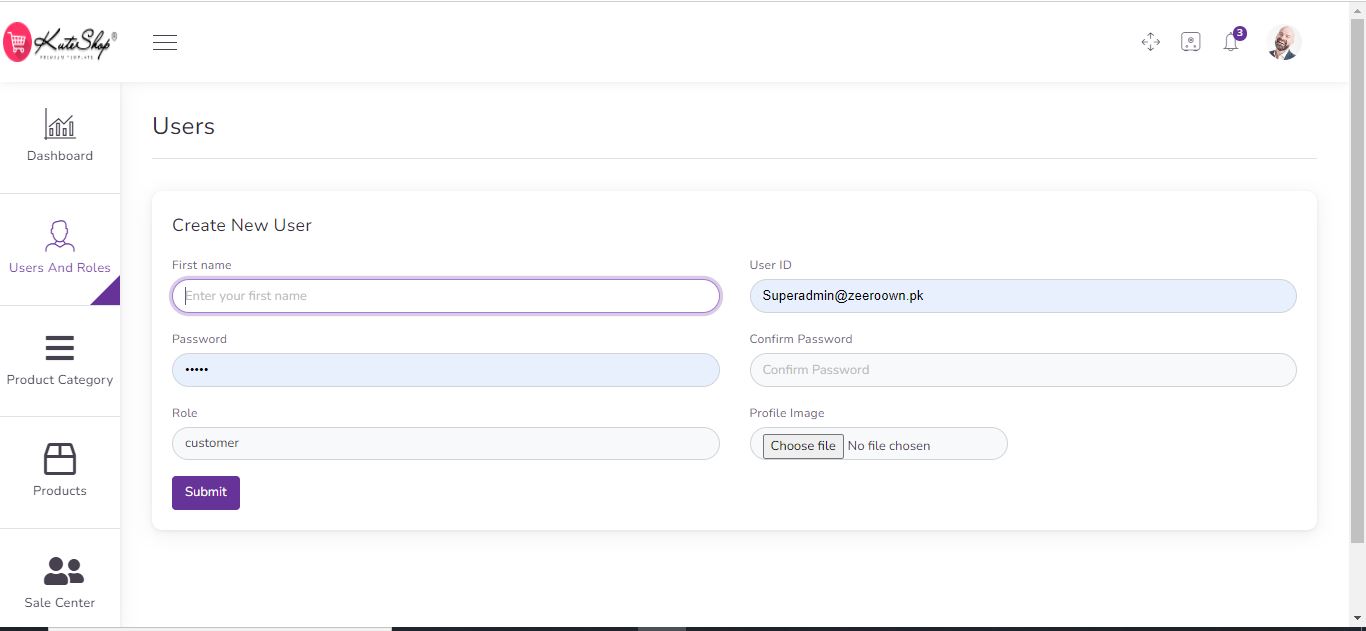 KuteShop®
PREMIUM TEMPLATE
3
Dashboard
Users And Roles
Product Category
Products
Sale Center
Users
Create New User
First name
Enter your first name
User ID
Superadmin@zeeroown.pk
Password
•••••
Confirm Password
Confirm Password
Role
customer
Profile Image
Choose file No file chosen
Submit